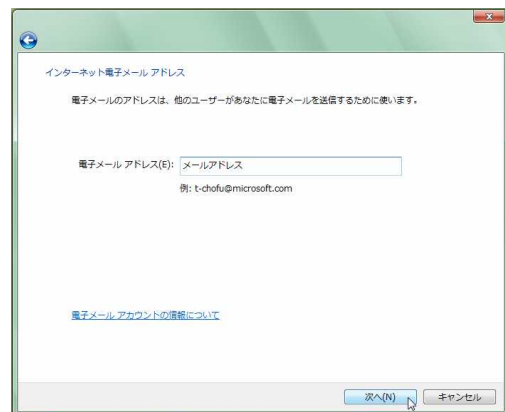 インターネット電子メール アドレス
電子メールのアドレスは、他のユーザーがあなたに電子メールを送信するために使います。
電子メール アドレス(E): メールアドレス
例: t-chofu@microsoft.com
電子メール アカウントの情報について
次へ(N) キャンセル